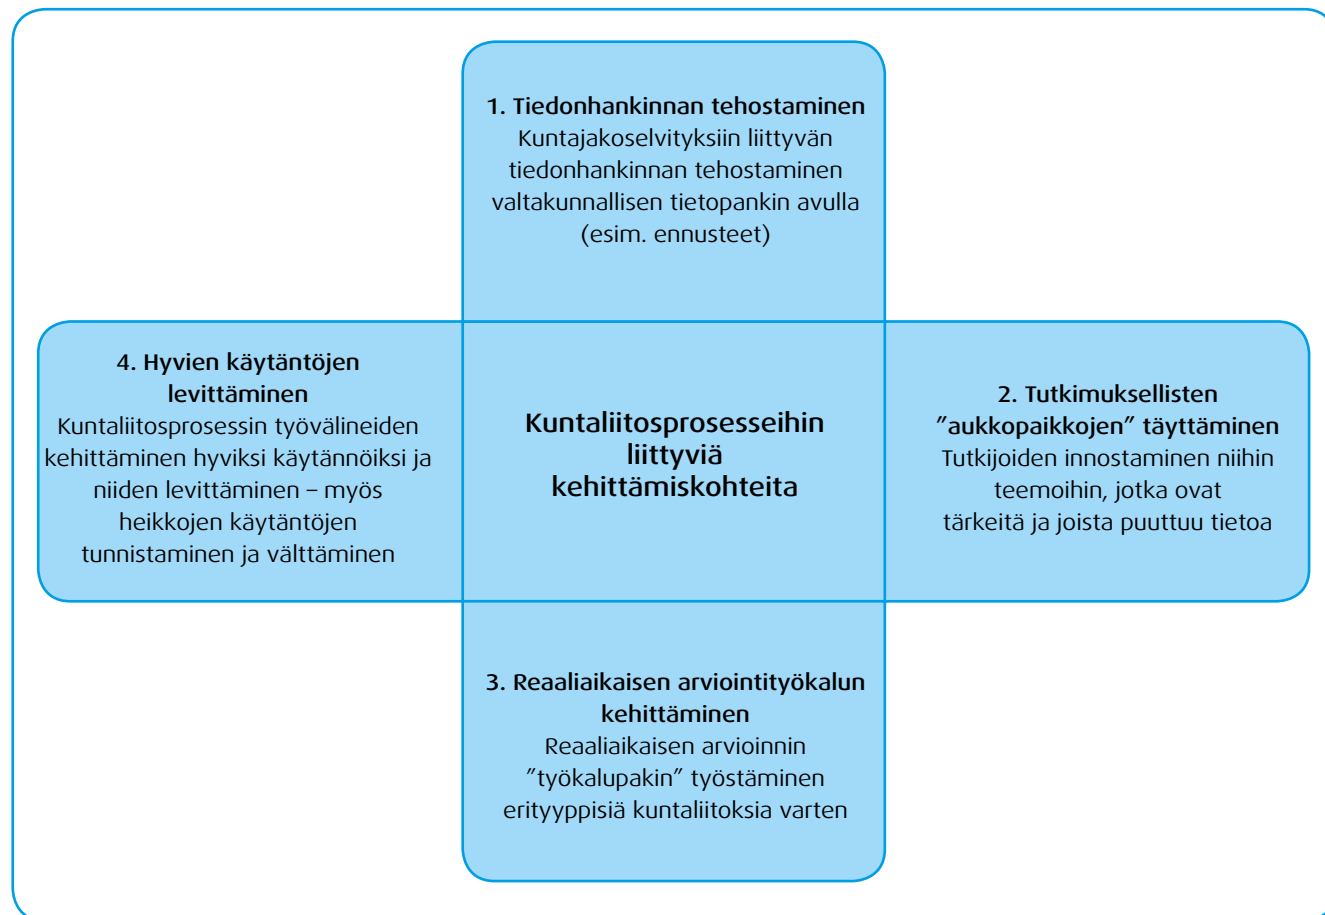 1. Tiedonhankinnan tehostaminen
Kuntajakoselvityksiin liittyvän
tiedonhankinnan tehostaminen
valtakunnallisen tietopankin avulla
(esim. ennusteet)
4. Hyvien käytäntöjen
levittäminen
Kuntaliitosprosessin työvälineiden
kehittäminen hyviksi käytännöiksi ja
niiden levittäminen – myös
heikkojen käytäntöjen
tunnistaminen ja välttäminen
Kuntaliitosprosesseihin
liittyviä
kehittämiskohteita
2. Tutkimuksellisten
”aukkopaikkojen” täyttäminen
Tutkijoiden innostaminen niihin
teemoihin, jotka ovat
tärkeitä ja joista puuttuu tietoa
3. Reaaliaikaisen arviointityökalun
kehittäminen
Reaaliaikaisen arvioinnin
”työkalupakin” työstäminen
erityyppisiä kuntaliitoksia varten